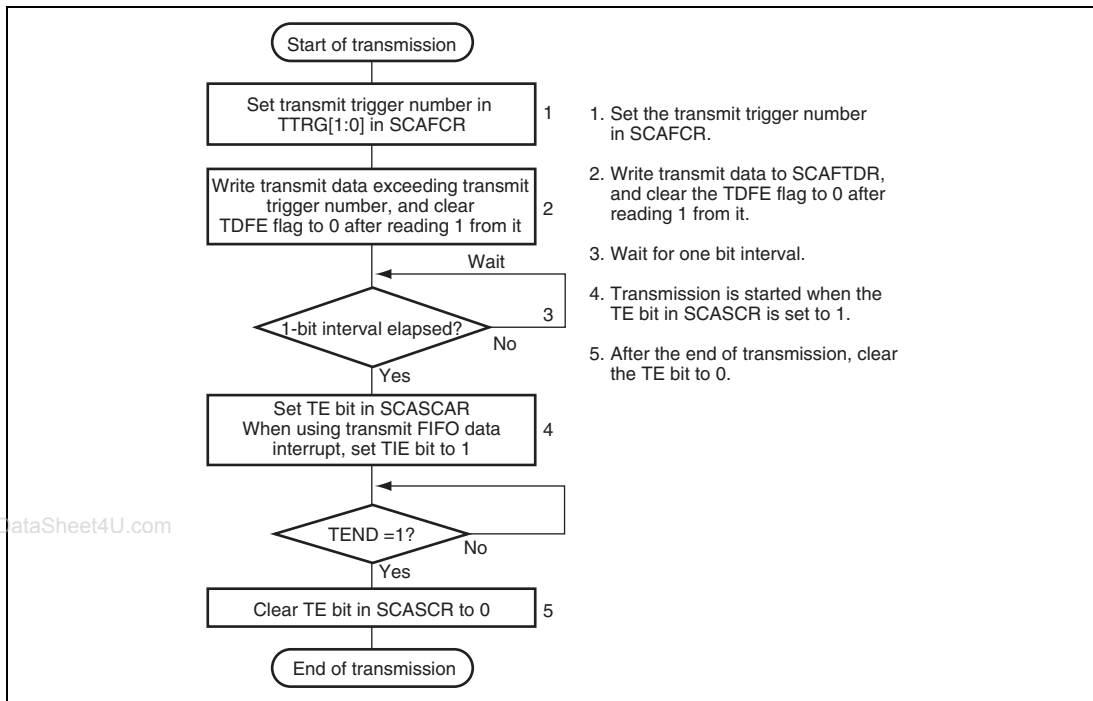 Start of transmission
Set transmit trigger number in
TTRG[1:0] in SCAFCR
1
Write transmit data exceeding transmit
trigger number, and clear
TDFE flag to 0 after reading 1 from it
2
Wait
1-bit interval elapsed?
3
No
Yes
Set TE bit in SCASCAR
When using transmit FIFO data
interrupt, set TIE bit to 1
4
TEND =1?
No
Yes
Clear TE bit in SCASCR to 0
5
End of transmission
1. Set the transmit trigger number
in SCAFCR.
2. Write transmit data to SCAFTDR,
and clear the TDFE flag to 0 after
reading 1 from it.
3. Wait for one bit interval.
4. Transmission is started when the
TE bit in SCASCR is set to 1.
5. After the end of transmission, clear
the TE bit to 0.
DataSheet4U.com